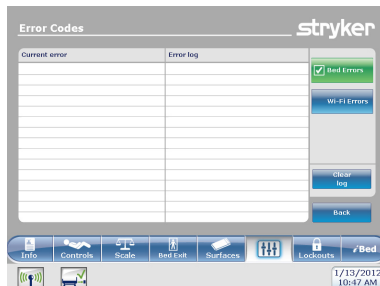 Error Codes
stryker
Current error
Error log
Bed Errors
Wi-Fi Errors
Clear
log
Back
Info
Controls
Scale
Bed Exit
Surfaces
Lockouts
iBed
1/13/2012
10:47 AM